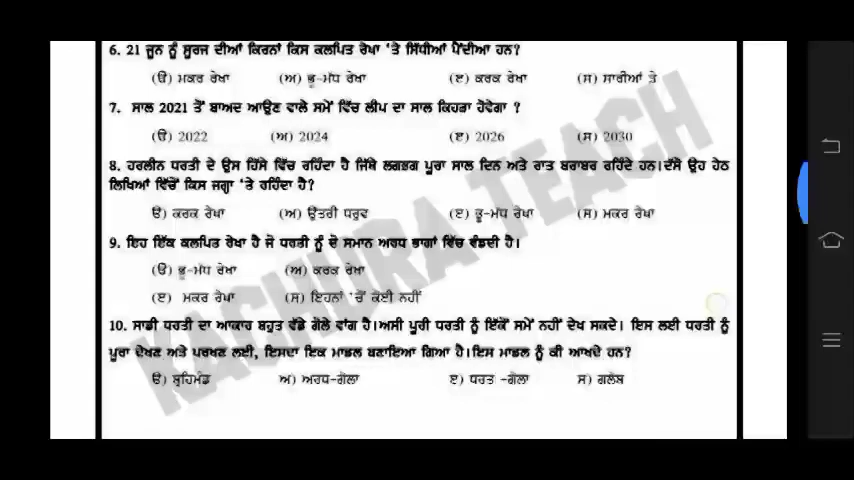 6. 21 ਜੂਨ ਨੂੰ ਸੂਰਜ ਦੀਆਂ ਕਿਰਨਾਂ ਕਿਸ ਕਲਪਿਤ ਰੇਖਾ 'ਤੇ ਸਿੱਧੀਆਂ ਪੈਂਦੀਆ ਹਨ?
(ੳ) ਮਕਰ ਰੇਖਾ (ਅ) ਭੂ-ਮੱਧ ਰੇਖਾ (ੲ) ਕਰਕ ਰੇਖਾ (ਸ) ਸਾਰੀਆਂ ਤੇ
7. ਸਾਲ 2021 ਤੋਂ ਬਾਅਦ ਆਉਣ ਵਾਲੇ ਸਮੇਂ ਵਿੱਚ ਲੀਪ ਦਾ ਸਾਲ ਕਿਹੜਾ ਹੋਵੇਗਾ ?
(ੳ) 2022 (ਅ) 2024 (ੲ) 2026 (ਸ) 2030
8. ਹਰਲੀਨ ਧਰਤੀ ਦੇ ਉਸ ਹਿੱਸੇ ਵਿੱਚ ਰਹਿੰਦਾ ਹੈ ਜਿੱਥੇ ਲਗਭਗ ਪੂਰਾ ਸਾਲ ਦਿਨ ਅਤੇ ਰਾਤ ਬਰਾਬਰ ਰਹਿੰਦੇ ਹਨ।ਦੱਸੋ ਉਹ ਹੇਠ
ਲਿਖਿਆਂ ਵਿੱਚੋਂ ਕਿਸ ਜਗ੍ਹਾ 'ਤੇ ਰਹਿੰਦਾ ਹੈ?
ੳ) ਕਰਕ ਰੇਖਾ (ਅ) ਉੱਤਰੀ ਧਰੁਵ (ੲ) ਭੂ-ਮੱਧ ਰੇਖਾ (ਸ) ਮਕਰ ਰੇਖਾ
9. ਇਹ ਇੱਕ ਕਲਪਿਤ ਰੇਖਾ ਹੈ ਜੋ ਧਰਤੀ ਨੂੰ ਦੋ ਸਮਾਨ ਅਰਧ ਭਾਗਾਂ ਵਿੱਚ ਵੰਡਦੀ ਹੈ।
(ੳ) ਭੂ-ਮੱਧ ਰੇਖਾ (ਅ) ਕਰਕ ਰੇਖਾ
(ੲ) ਮਕਰ ਰੇਖਾ (ਸ) ਇਹਨਾਂ 'ਚੋਂ ਕੋਈ ਨਹੀਂ
10. ਸਾਡੀ ਧਰਤੀ ਦਾ ਆਕਾਰ ਬਹੁਤ ਵੱਡੇ ਗੋਲੇ ਵਾਂਗ ਹੈ।ਅਸੀ ਪੂਰੀ ਧਰਤੀ ਨੂੰ ਇੱਕੋਂ ਸਮੇਂ ਨਹੀਂ ਦੇਖ ਸਕਦੇ। ਇਸ ਲਈ ਧਰਤੀ ਨੂੰ
ਪੂਰਾ ਦੇਖਣ ਅਤੇ ਪਰਖਣ ਲਈ, ਇਸਦਾ ਇਕ ਮਾਡਲ ਬਣਾਇਆ ਗਿਆ ਹੈ।ਇਸ ਮਾਡਲ ਨੂੰ ਕੀ ਆਖਦੇ ਹਨ?
ੳ) ਬ੍ਰਹਿਮੰਡ ਅ) ਅਰਧ-ਗੋਲਾ ੲ) ਧਰਤ -ਗੋਲਾ ਸ) ਗਲੋਬ
KACHURA TEACH